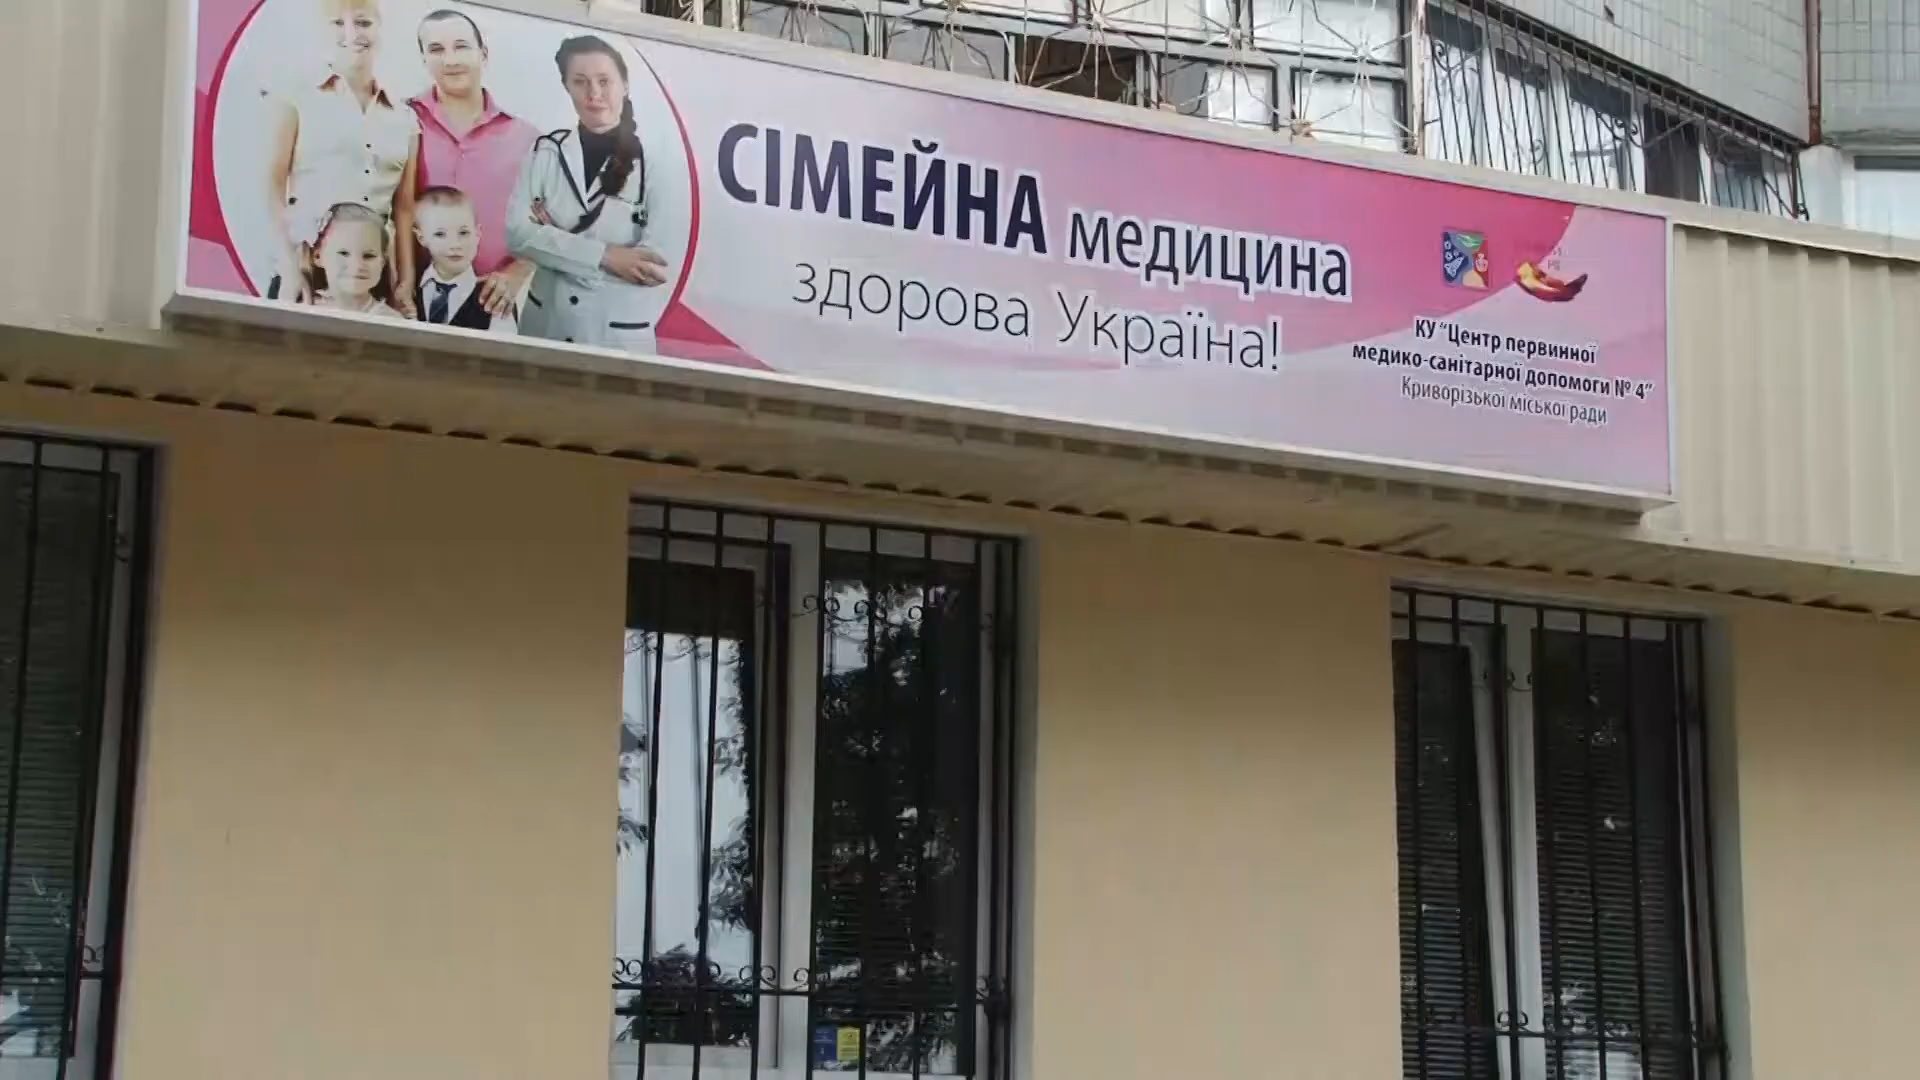 СІМЕЙНА медицина
здорова Україна!
КУ "Центр первинної
медико-санітарної допомоги № 4"
Криворізької міської ради